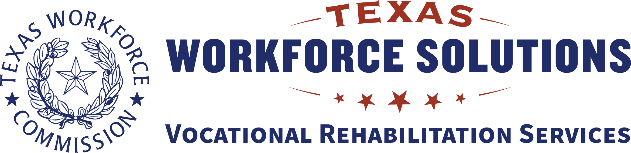 TEXAS WORKFORCE
COMMISSION
TEXAS
WORKFORCE SOLUTIONS
VOCATIONAL REHABILITATION SERVICES